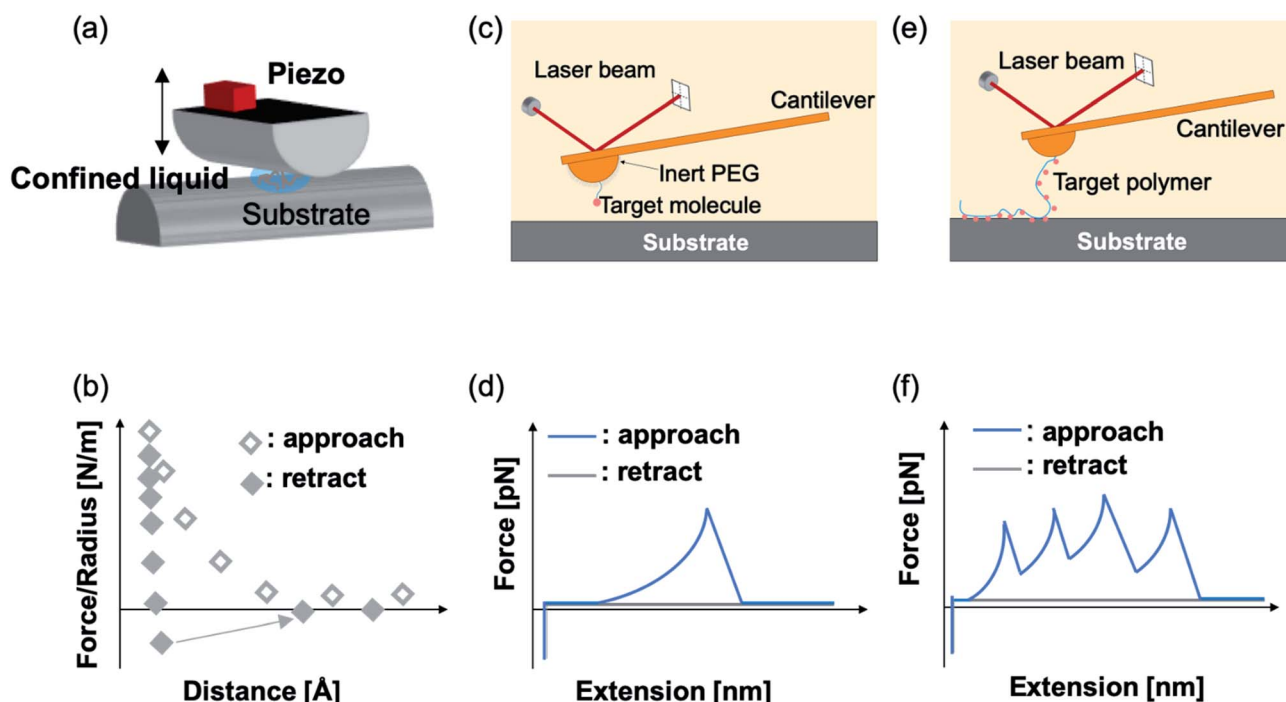 (a)
Piezo
Confined liquid
Substrate
(c)
Laser beam
Cantilever
Inert PEG
Target molecule
Substrate
(e)
Laser beam
Cantilever
Target polymer
Substrate
(b)
Force/Radius [N/m]
: approach
: retract
Distance [Å]
(d)
Force [pN]
: approach
: retract
Extension [nm]
(f)
Force [pN]
: approach
: retract
Extension [nm]